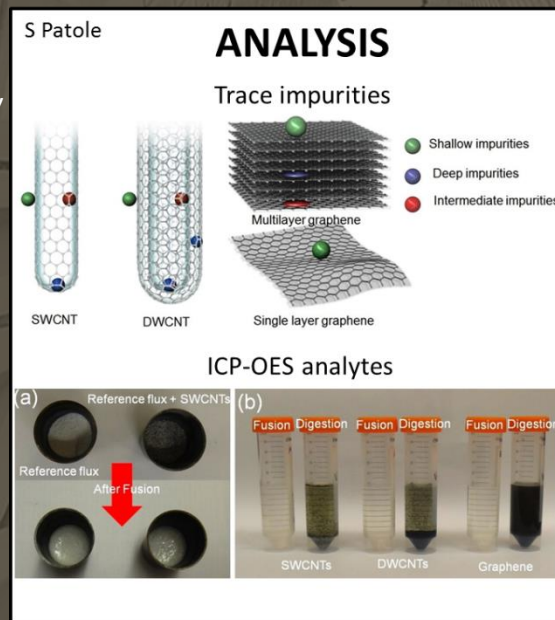 S Patole
ANALYSIS
Trace impurities
Shallow impurities
Deep impurities
Intermediate impurities
Multilayer graphene
SWCNT
DWCNT
Single layer graphene
ICP-OES analytes
(a)
Reference flux + SWCNTs
Reference flux
After Fusion
(b)
Fusion Digestion Fusion Digestion Fusion Digestion
SWCNTs DWCNTs Graphene